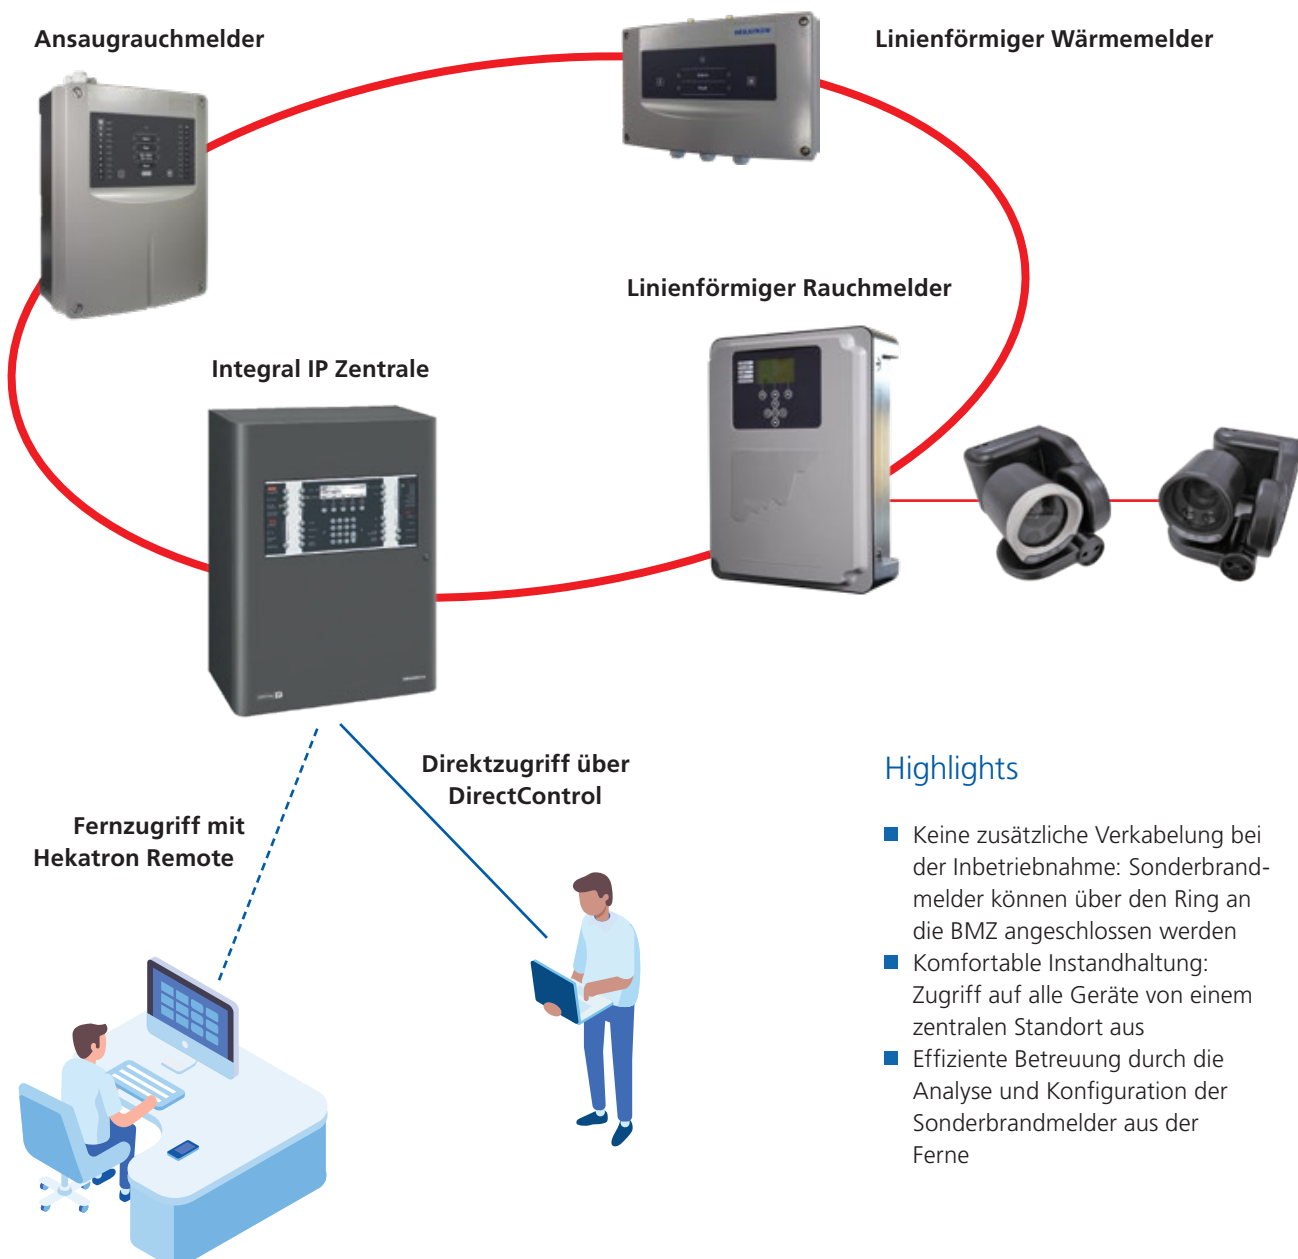 Ansaugrauchmelder
HEKATRON
Linienförmiger Wärmemelder
Linienförmiger Rauchmelder
Integral IP Zentrale
Direktzugriff über
DirectControl
Fernzugriff mit
Hekatron Remote
Highlights
Keine zusätzliche Verkabelung bei
der Inbetriebnahme: Sonderbrand-
melder können über den Ring an
die BMZ angeschlossen werden
Komfortable Instandhaltung:
Zugriff auf alle Geräte von einem
zentralen Standort aus
Effiziente Betreuung durch die
Analyse und Konfiguration der
Sonderbrandmelder aus der
Ferne